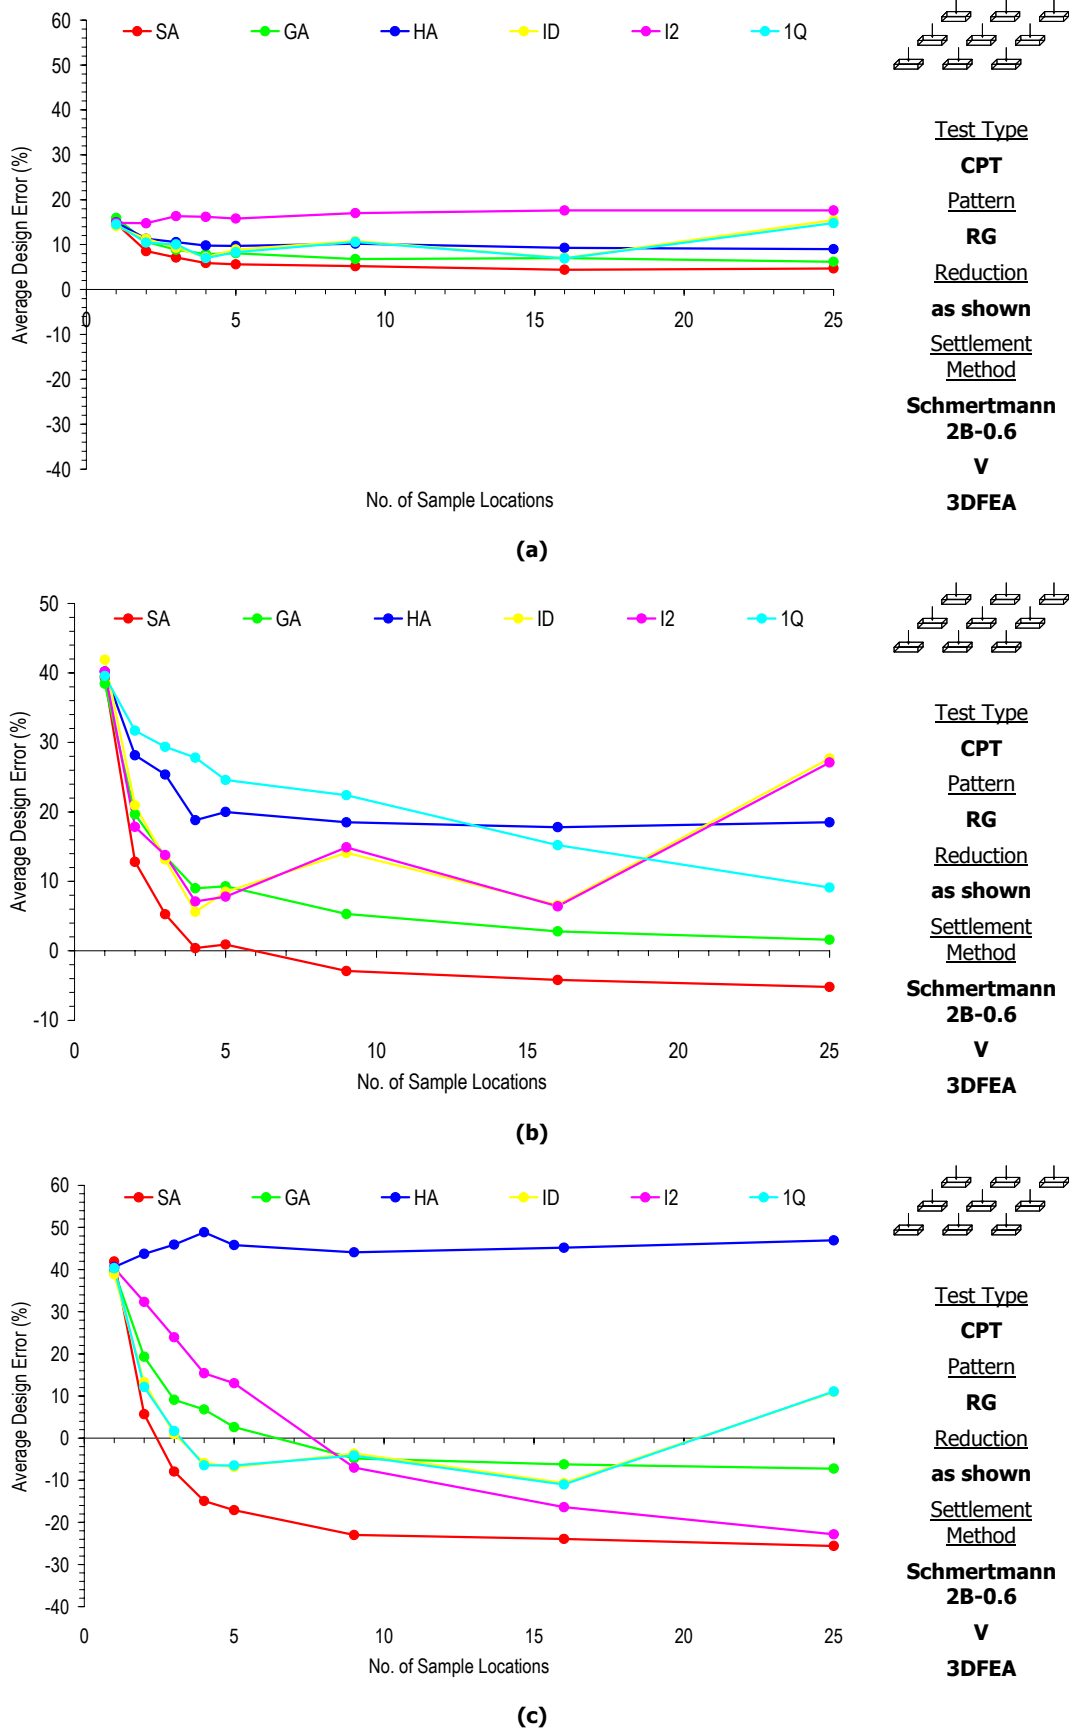 SA GA HA ID I2 1Q
60
50
40
30
20
10
0
-10
-20
-30
-40
0 5 10 15 20 25
Average Design Error (%)
No. of Sample Locations
Test Type
CPT
Pattern
RG
Reduction
as shown
Settlement
Method
Schmertmann
2B-0.6
V
3DFEA
(a)
SA GA HA ID I2 1Q
50
40
30
20
10
0
-10
0 5 10 15 20 25
Average Design Error (%)
No. of Sample Locations
Test Type
CPT
Pattern
RG
Reduction
as shown
Settlement
Method
Schmertmann
2B-0.6
V
3DFEA
(b)
SA GA HA ID I2 1Q
60
50
40
30
20
10
0
-10
-20
-30
-40
0 5 10 15 20 25
Average Design Error (%)
No. of Sample Locations
Test Type
CPT
Pattern
RG
Reduction
as shown
Settlement
Method
Schmertmann
2B-0.6
V
3DFEA
(c)